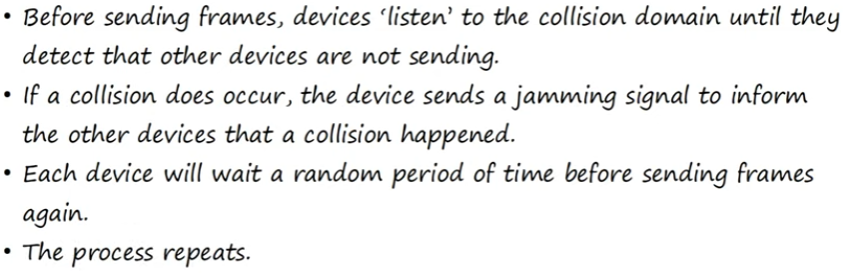 • Before sending frames, devices ‘listen’ to the collision domain until they
detect that other devices are not sending.
• If a collision does occur, the device sends a jamming signal to inform
the other devices that a collision happened.
• Each device will wait a random period of time before sending frames
again.
• The process repeats.